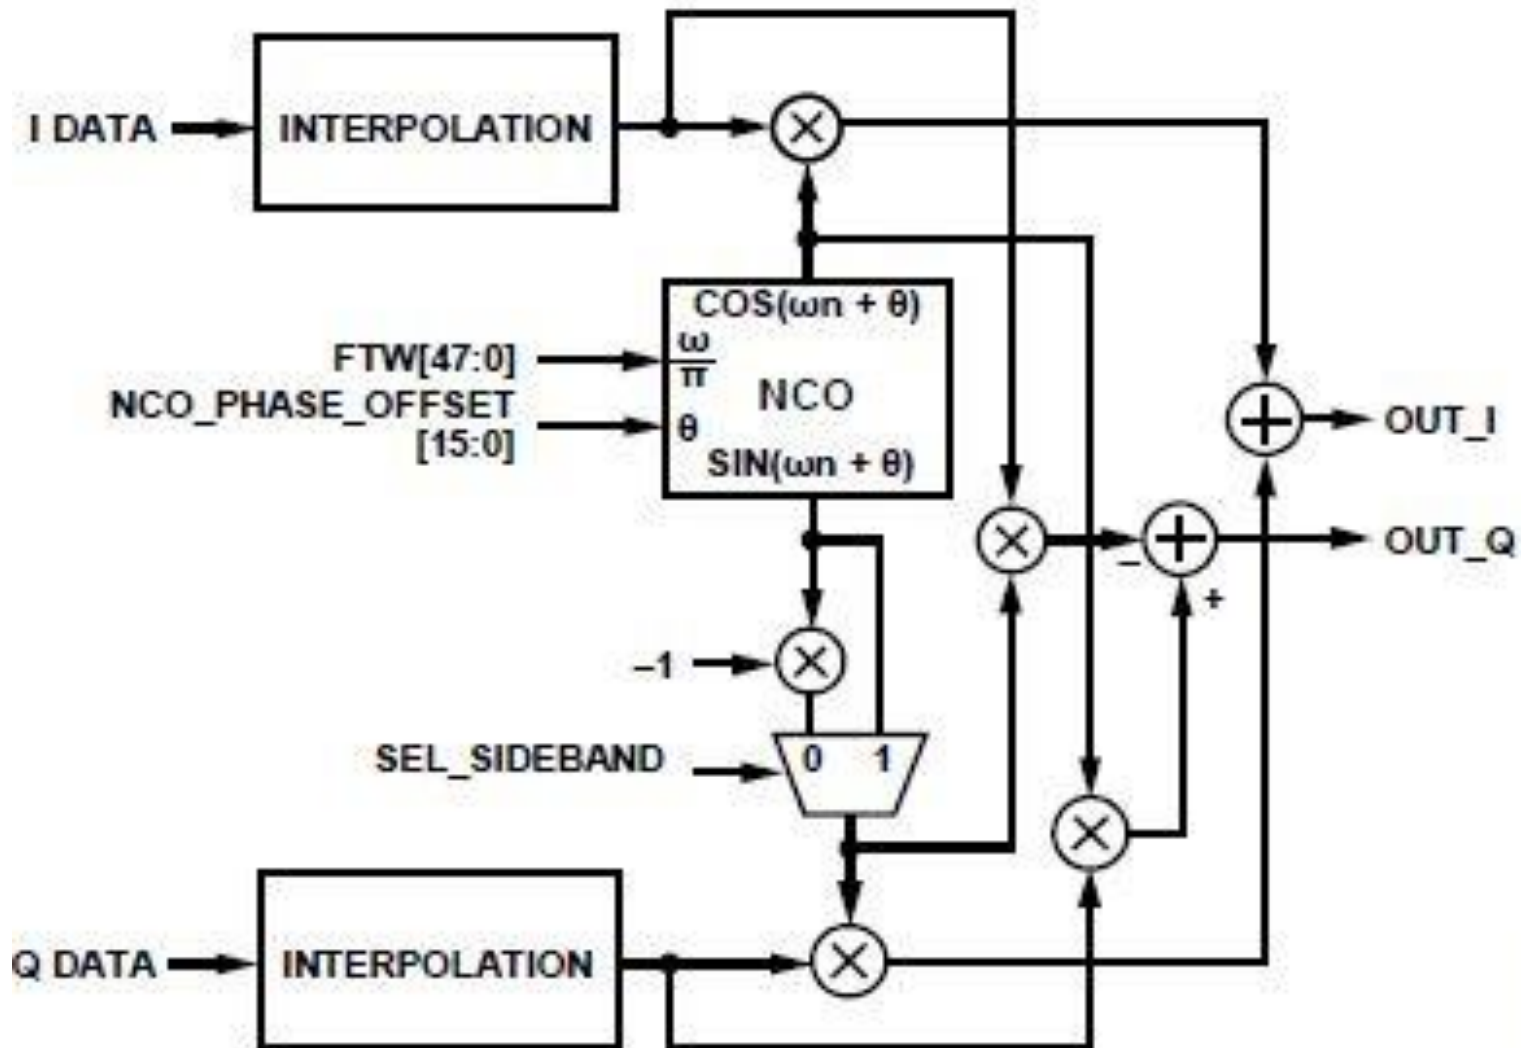 I DATA
INTERPOLATION
COS(ωn + θ)
FTW[47:0]
ω
π
NCO
NCO_PHASE_OFFSET
[15:0]
θ
SIN(ωn + θ)
OUT_I
OUT_Q
–
+
–1
SEL_SIDEBAND
0 1
Q DATA
INTERPOLATION